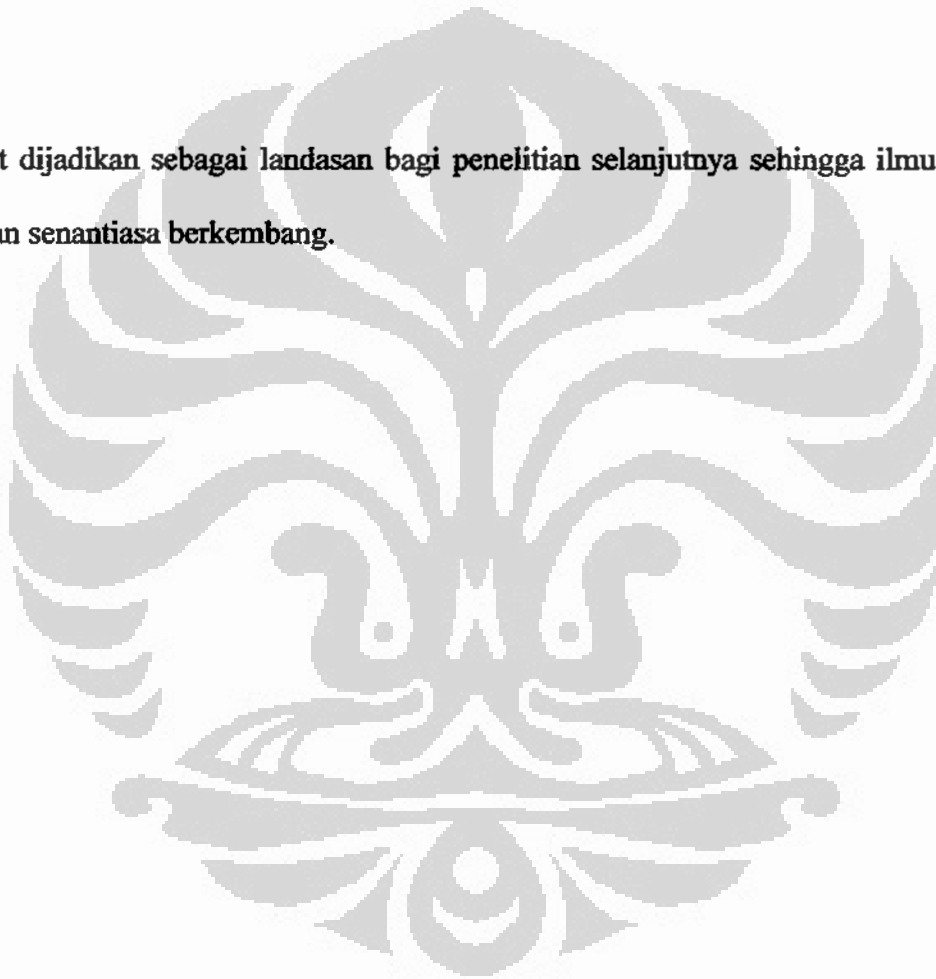 t dijadikan sebagai landasan bagi penelitian selanjutnya sehingga ilmu
n senantiasa berkembang.